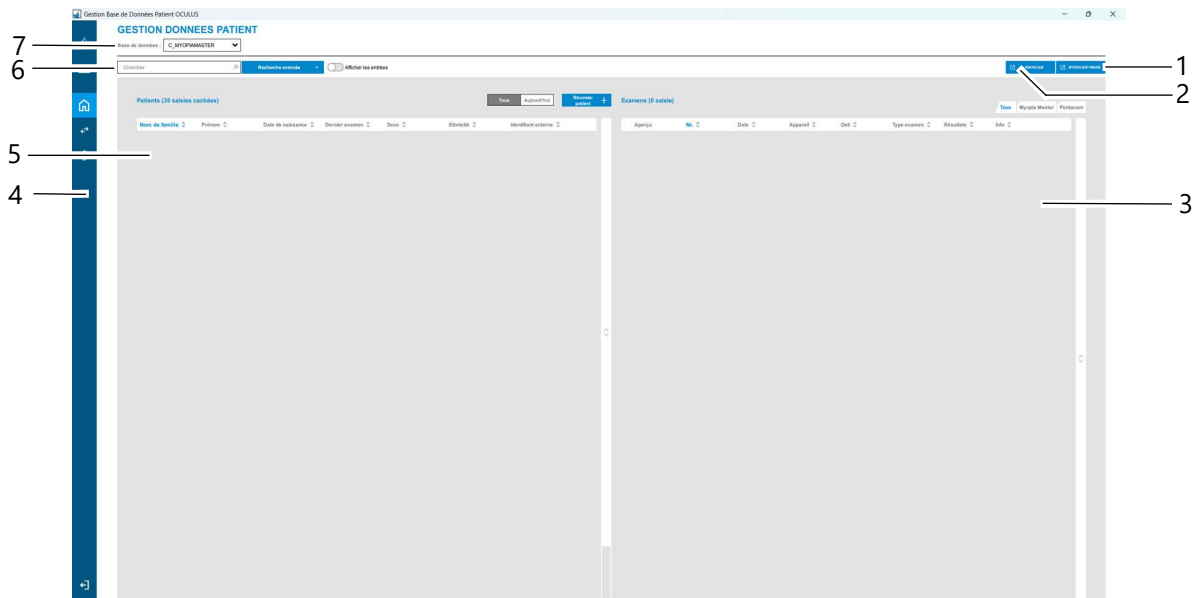 Gestion Base de Données Patient OCULUS
GESTION DONNEES PATIENT
7
Base de données : C_MYOPIAMASTER
6
Chercher Recherche avancée Afficher les entrées PENTACAM MYOPIA SOFTWARE
1
2
Patients (35 saisies cachées) Tous Aujourd'hui Nouveau patient + Examens (0 saisie)
Tous Myopia Master Pentacam
Nom de famille Prénom Date de naissance Dernier examen Sexe Ethnicité Identifiant externe Aperçu Nr. Date Appareil Oeil Type examen Résultats Info
5
4
3